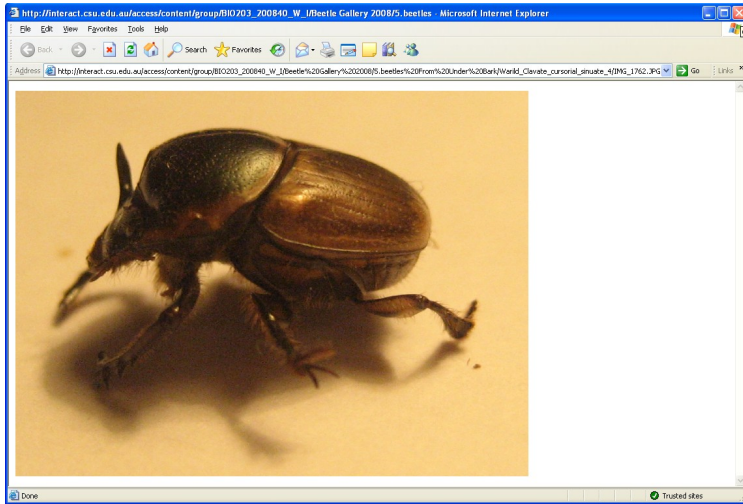 http://interact.csu.edu.au/access/content/group/BIO203_200840_W_I/Beetle Gallery 2008/5.beetles - Microsoft Internet Explorer
File Edit View Favorites Tools Help
Back Search Favorites
Address http://interact.csu.edu.au/access/content/group/BIO203_200840_W_I/Beetle%20Gallery%202008/5.beetles%20From%20Under%20Bark/Warild_Clavate_cursorial_sinuate_4/IMG_1762.JPG Go Links »
Done Trusted sites